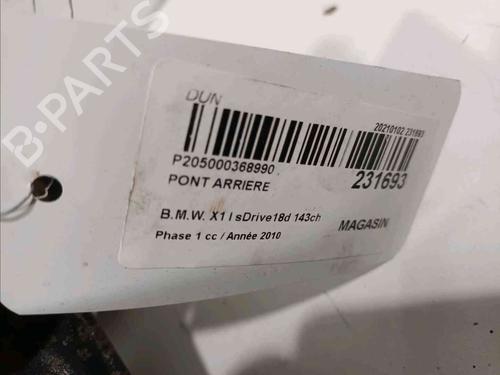 B-PARTS
DUN
20210102 231693
P205000368990
231693
PONT ARRIERE
B.M.W. X1 I sDrive18d 143ch
MAGASIN
Phase 1 cc / Année 2010